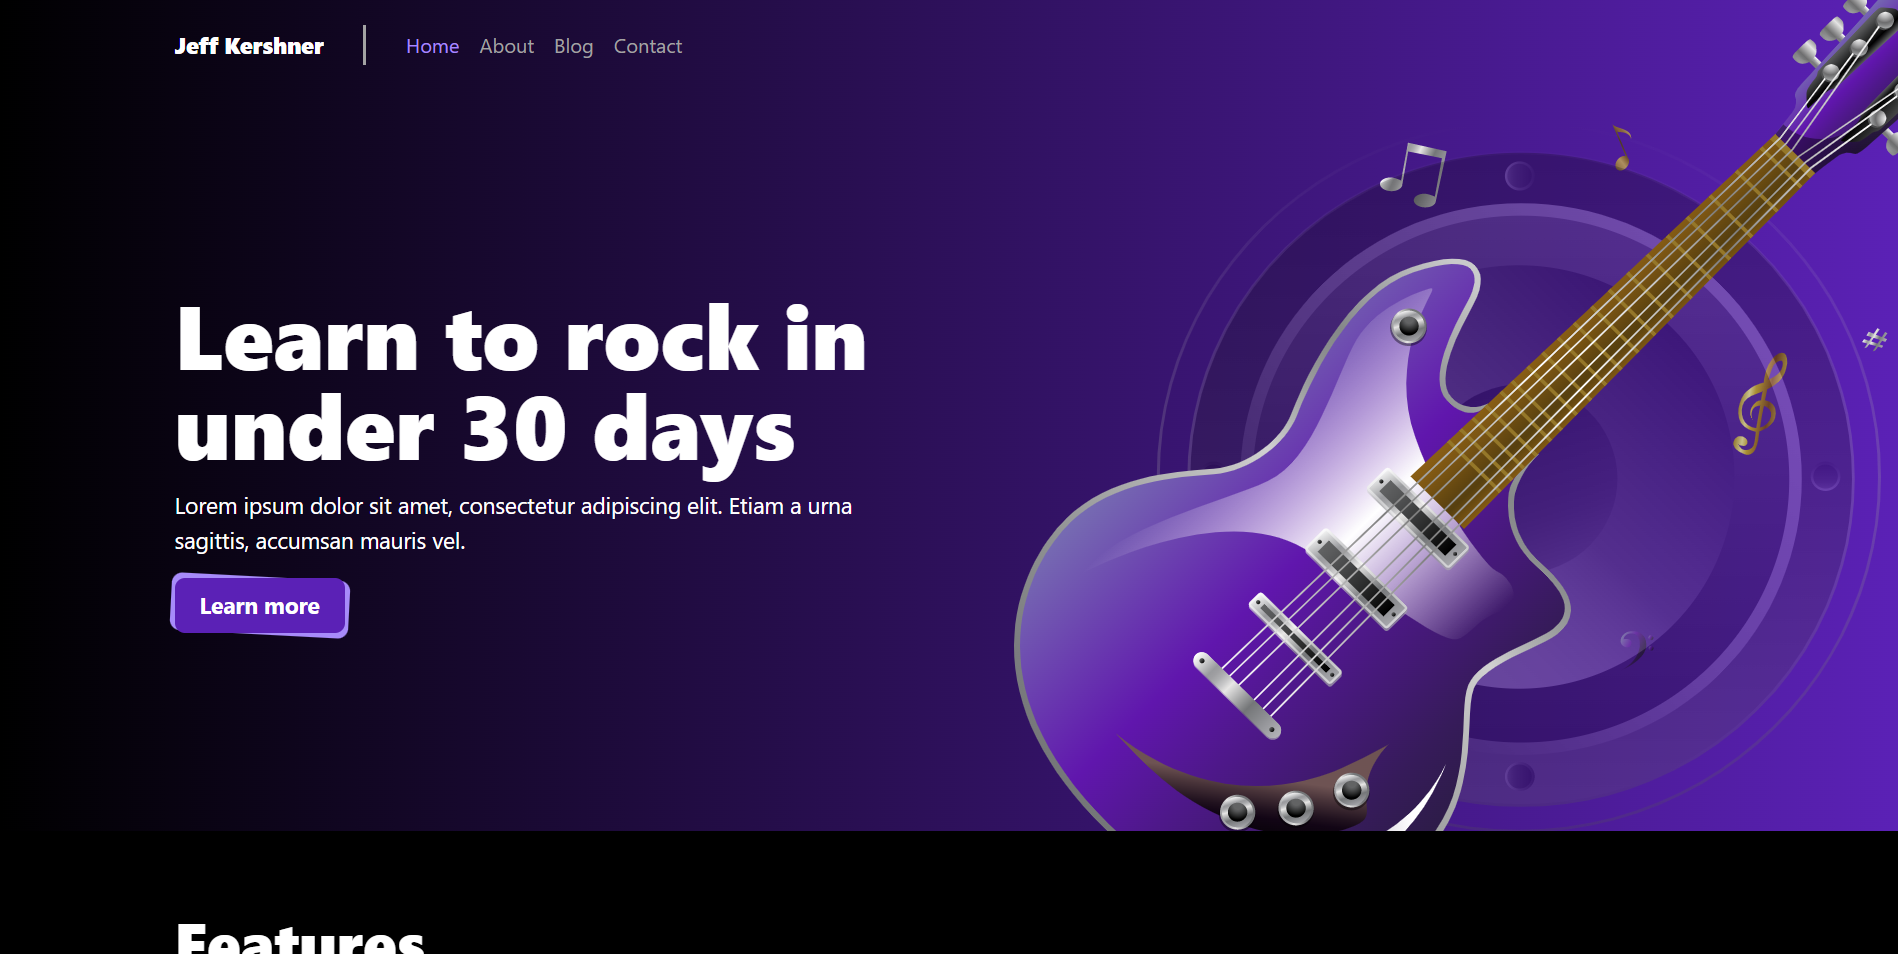 Jeff Kershner
Home About Blog Contact
Learn to rock in
under 30 days
Lorem ipsum dolor sit amet, consectetur adipiscing elit. Etiam a urna
sagittis, accumsan mauris vel.
Learn more
Features